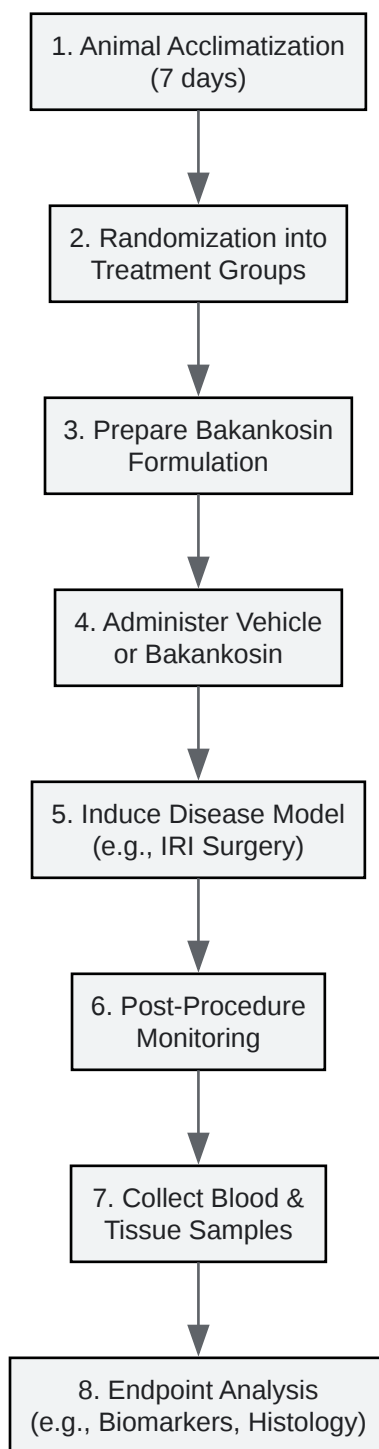 1. Animal Acclimatization
(7 days)
2. Randomization into
Treatment Groups
3. Prepare Bakankosin
Formulation
4. Administer Vehicle
or Bakankosin
5. Induce Disease Model
(e.g., IRI Surgery)
6. Post-Procedure
Monitoring
7. Collect Blood &
Tissue Samples
8. Endpoint Analysis
(e.g., Biomarkers, Histology)